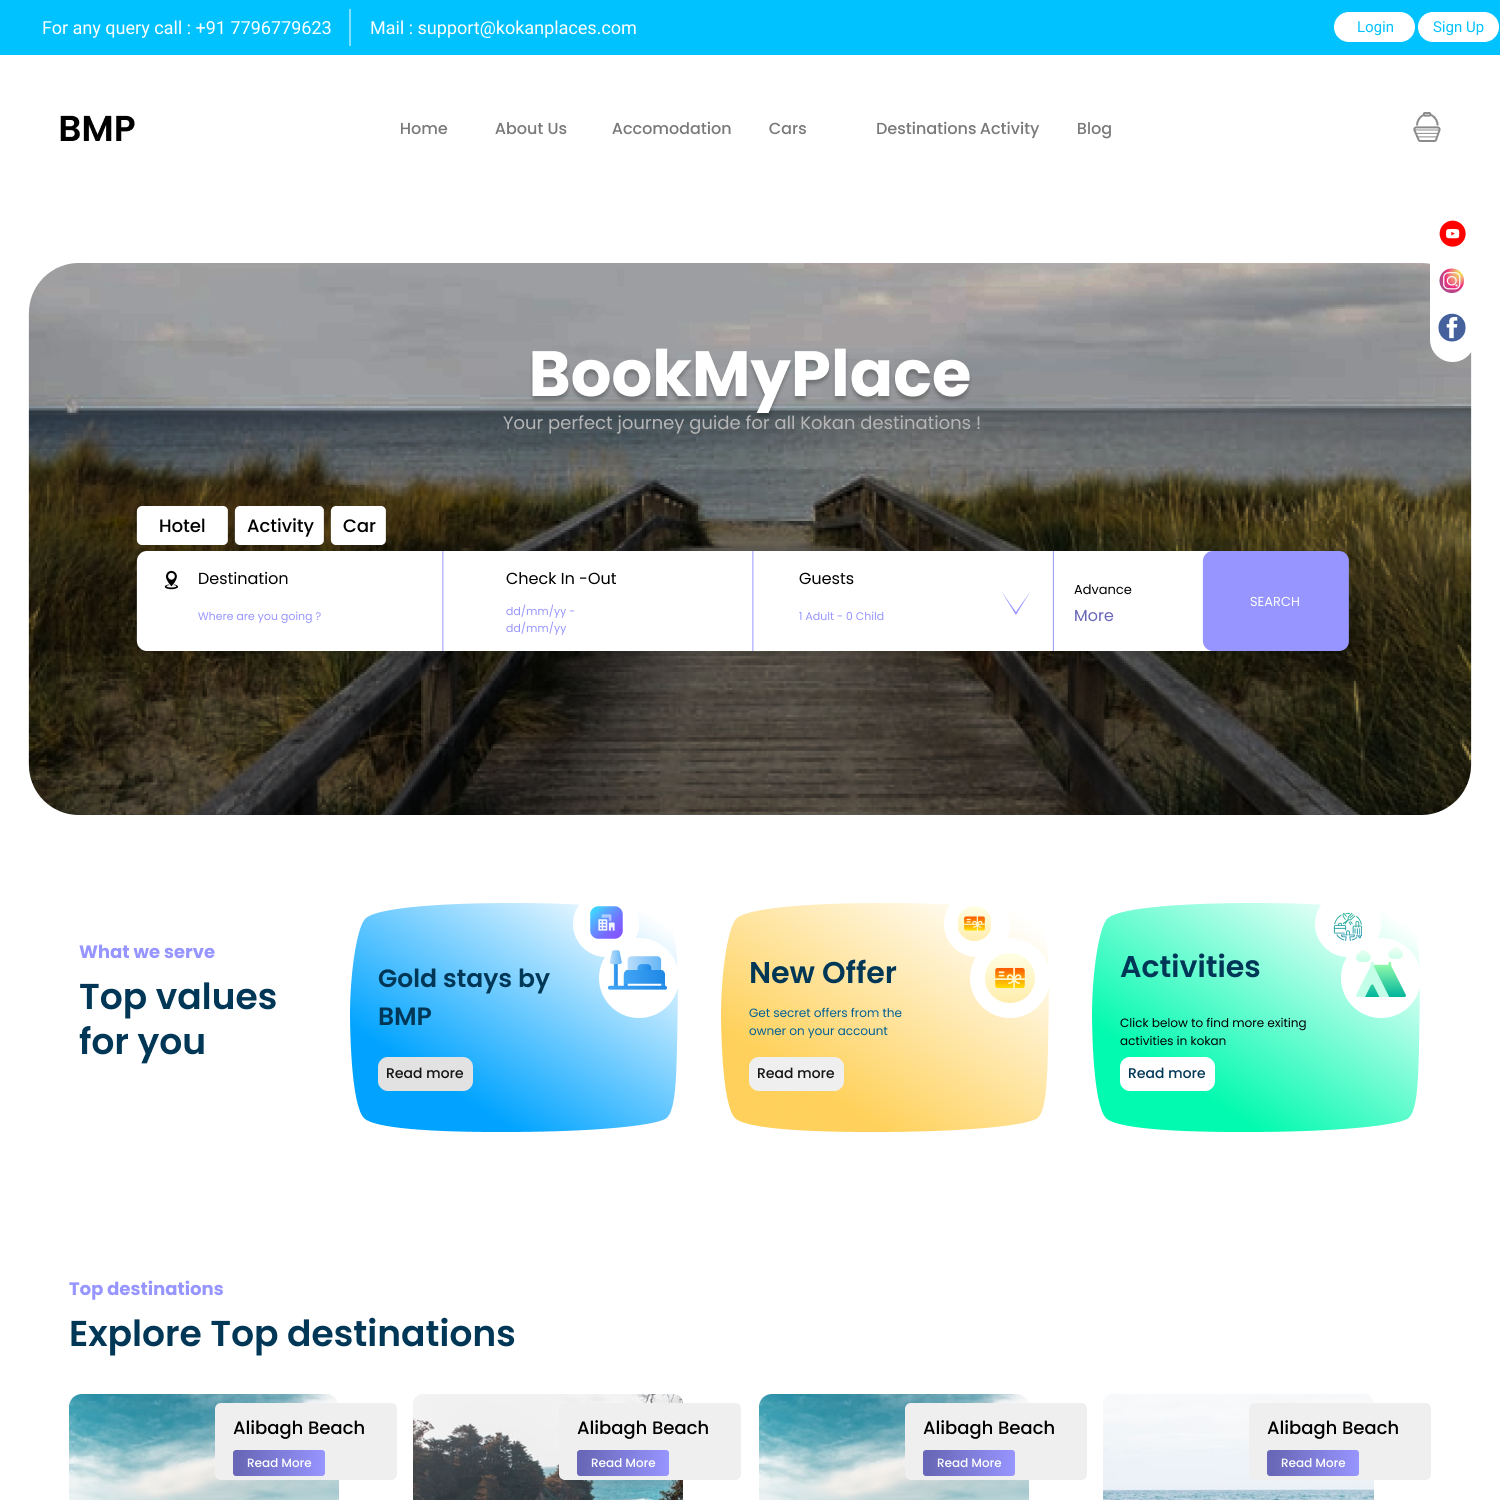 For any query call : +91 7796779623
Mail : support@kokanplaces.com
Login
Sign Up
BMP
Home
About Us
Accomodation
Cars
Destinations Activity
Blog
BookMyPlace
Your perfect journey guide for all Kokan destinations !
Hotel
Activity
Car
Destination
Where are you going ?
Check In -Out
dd/mm/yy -
dd/mm/yy
Guests
1 Adult - 0 Child
Advance
More
SEARCH
What we serve
Top values
for you
Gold stays by
BMP
Read more
New Offer
Get secret offers from the
owner on your account
Read more
Activities
Click below to find more exiting
activities in kokan
Read more
Top destinations
Explore Top destinations
Alibagh Beach
Read More
Alibagh Beach
Read More
Alibagh Beach
Read More
Alibagh Beach
Read More